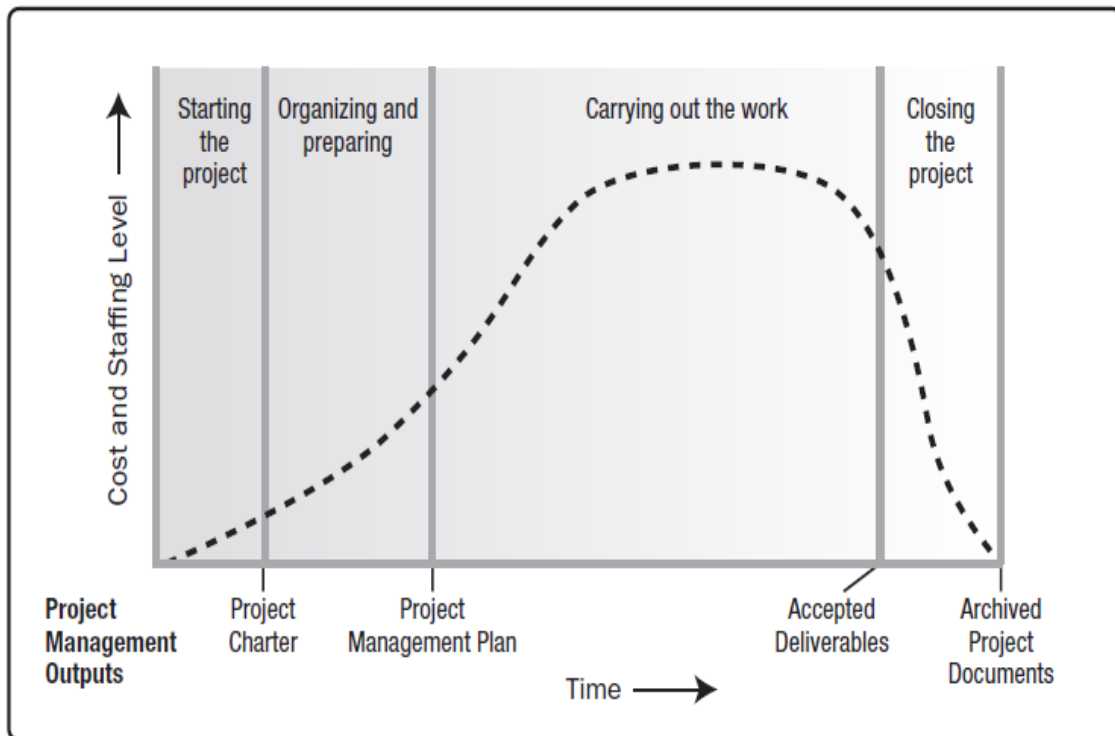 Starting
the
project
Organizing and
preparing
Carrying out the work
Closing
the
project
Cost and Staffing Level
Project
Management
Outputs
Project
Charter
Project
Management Plan
Accepted
Deliverables
Archived
Project
Documents
Time